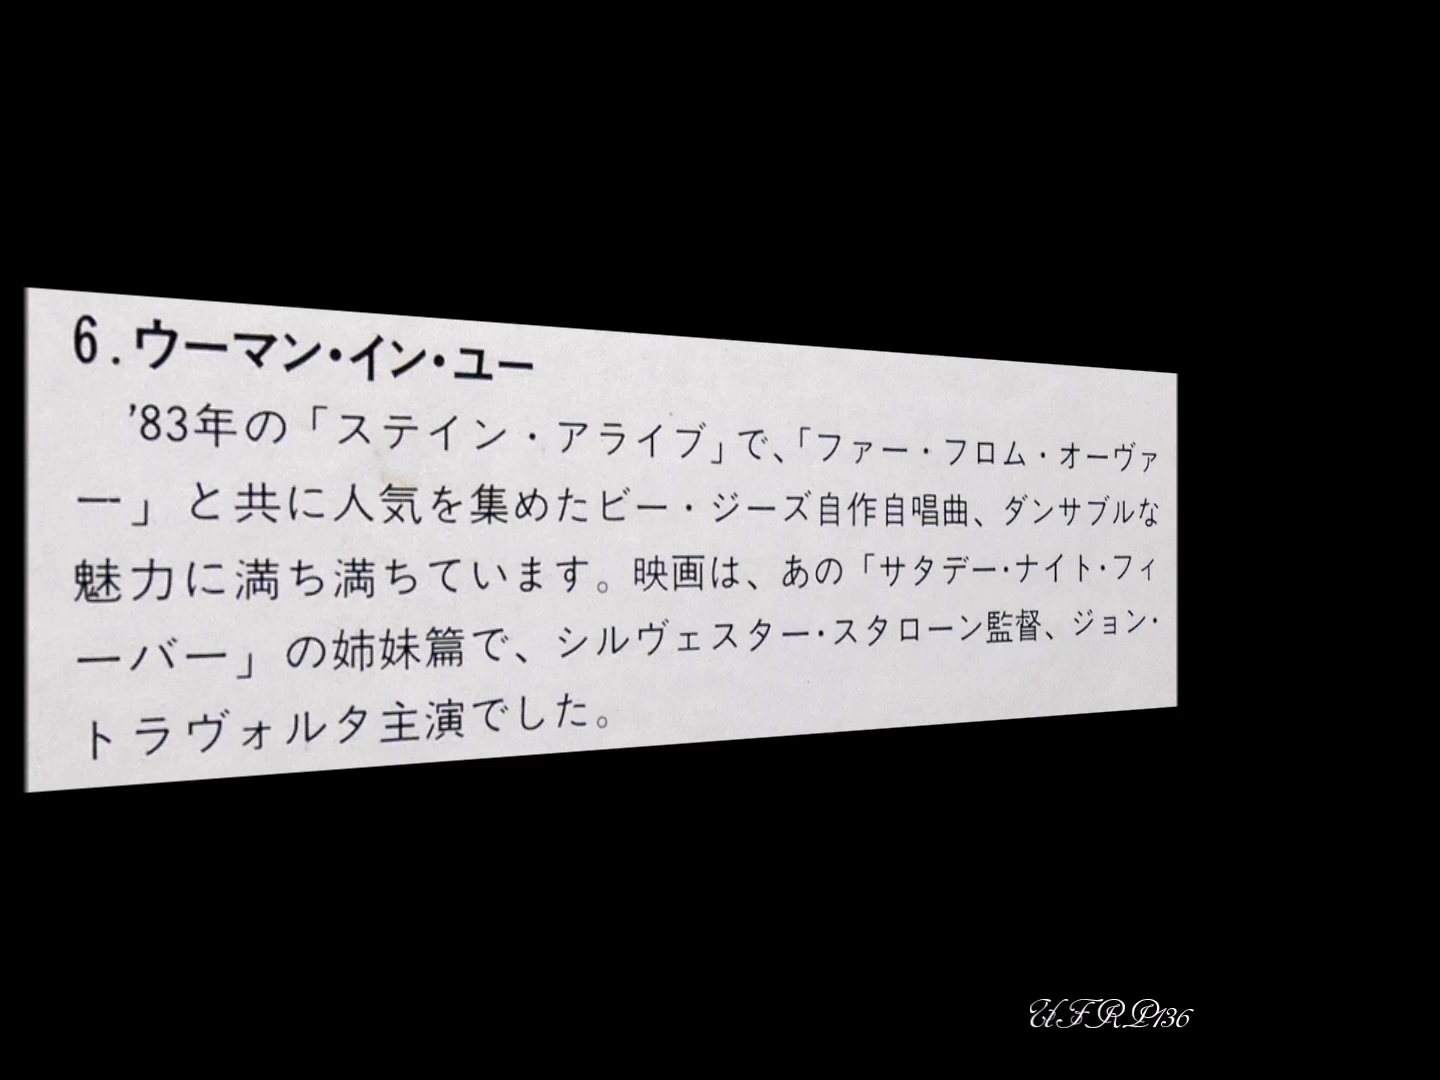 6.ウーマン・イン・ユー
'83年の「ステイン・アライブ」で、「ファー・フロム・オーヴァ
ー」と共に人気を集めたビー・ジーズ自作自唱曲、ダンサブルな
魅力に満ち満ちています。映画は、あの「サタデー・ナイト・フィ
ーバー」の姉妹篇で、シルヴェスター・スタローン監督、ジョン・
トラヴォルタ主演でした。
UFRP136